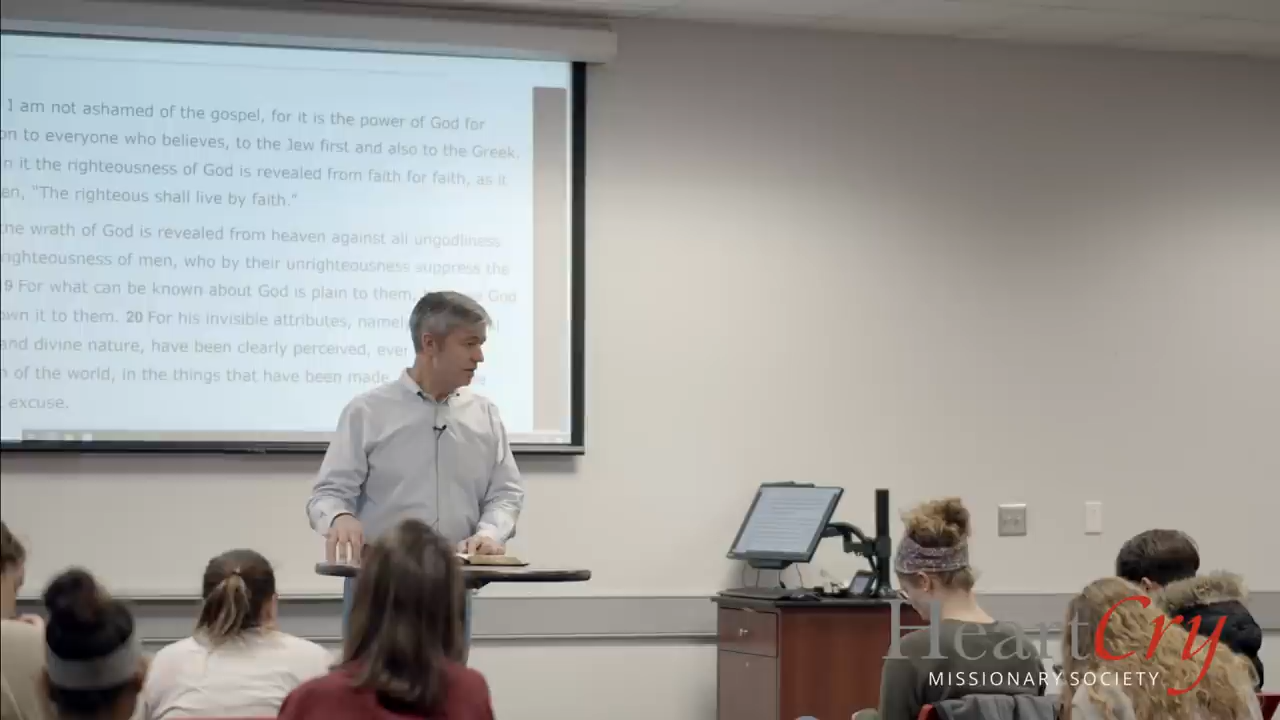 I am not ashamed of the gospel, for it is the power of God for
on to everyone who believes, to the Jew first and also to the Greek.
n it the righteousness of God is revealed from faith for faith, as it
en, "The righteous shall live by faith."
he wrath of God is revealed from heaven against all ungodliness
righteousness of men, who by their unrighteousness suppress the
9 For what can be known about God is plain to them, God
wn it to them. 20 For his invisible attributes, namel
and divine nature, have been clearly perceived, ever
n of the world, in the things that have been made
excuse.
HeartCry
MISSIONARY SOCIETY